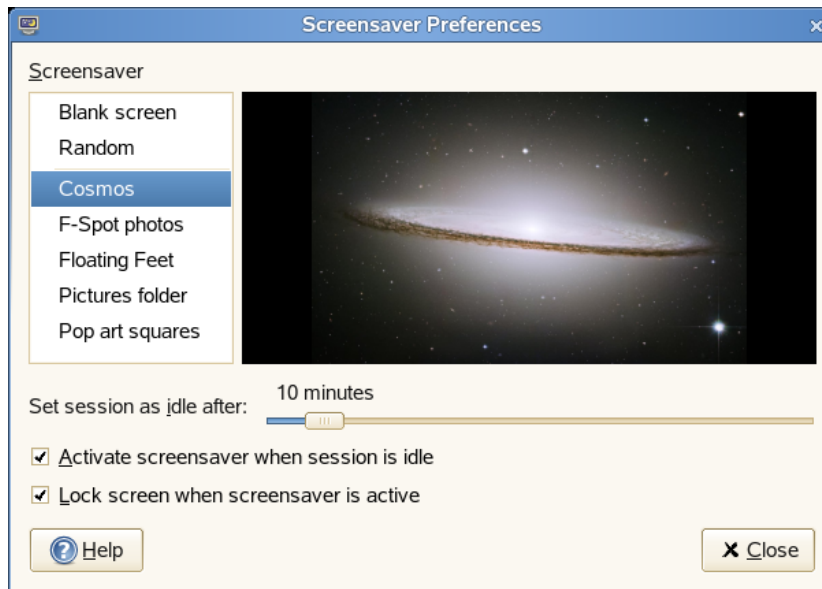 Screensaver Preferences
Screensaver
Blank screen
Random
Cosmos
F-Spot photos
Floating Feet
Pictures folder
Pop art squares
10 minutes
Set session as idle after:
Activate screensaver when session is idle
Lock screen when screensaver is active
Help
Close